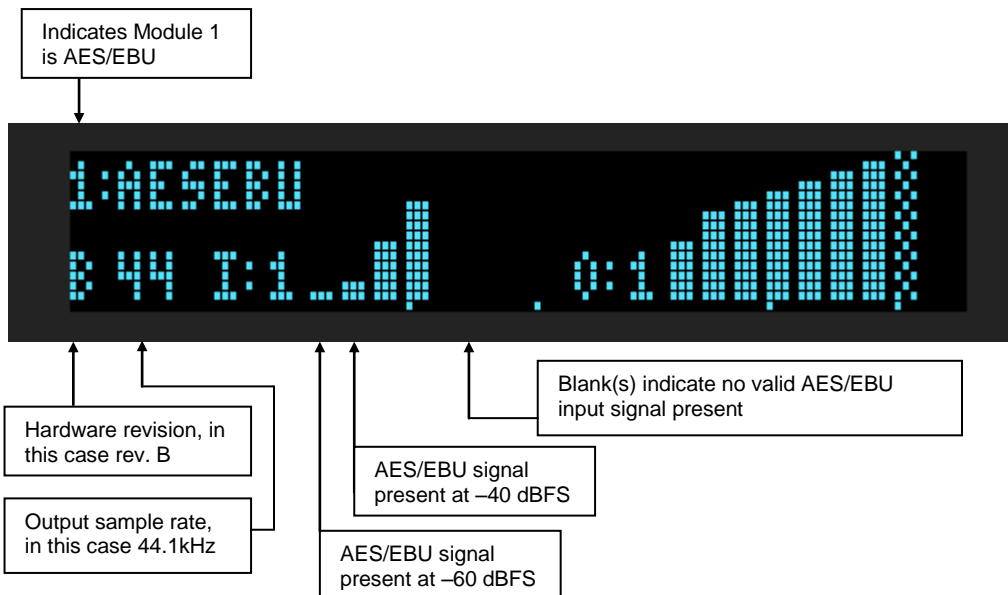 Indicates Module 1
is AES/EBU
1:AESEBU
B 44 I:1
O:1
Blank(s) indicate no valid AES/EBU
input signal present
Hardware revision, in
this case rev. B
AES/EBU signal
present at –40 dBFS
Output sample rate,
in this case 44.1kHz
AES/EBU signal
present at –60 dBFS